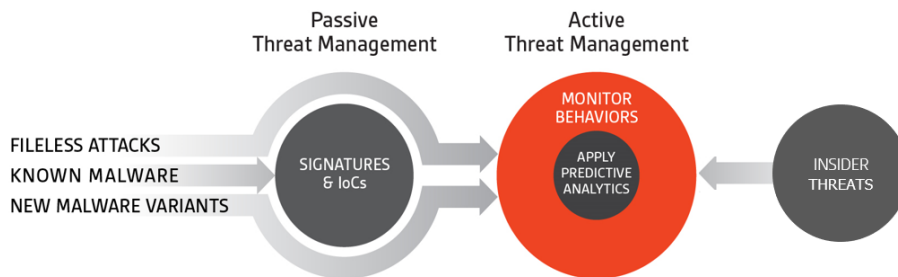 Passive
Threat Management
Active
Threat Management
FILELESS ATTACKS
KNOWN MALWARE
NEW MALWARE VARIANTS
SIGNATURES
& IoCs
MONITOR
BEHAVIORS
APPLY
PREDICTIVE
ANALYTICS
INSIDER
THREATS